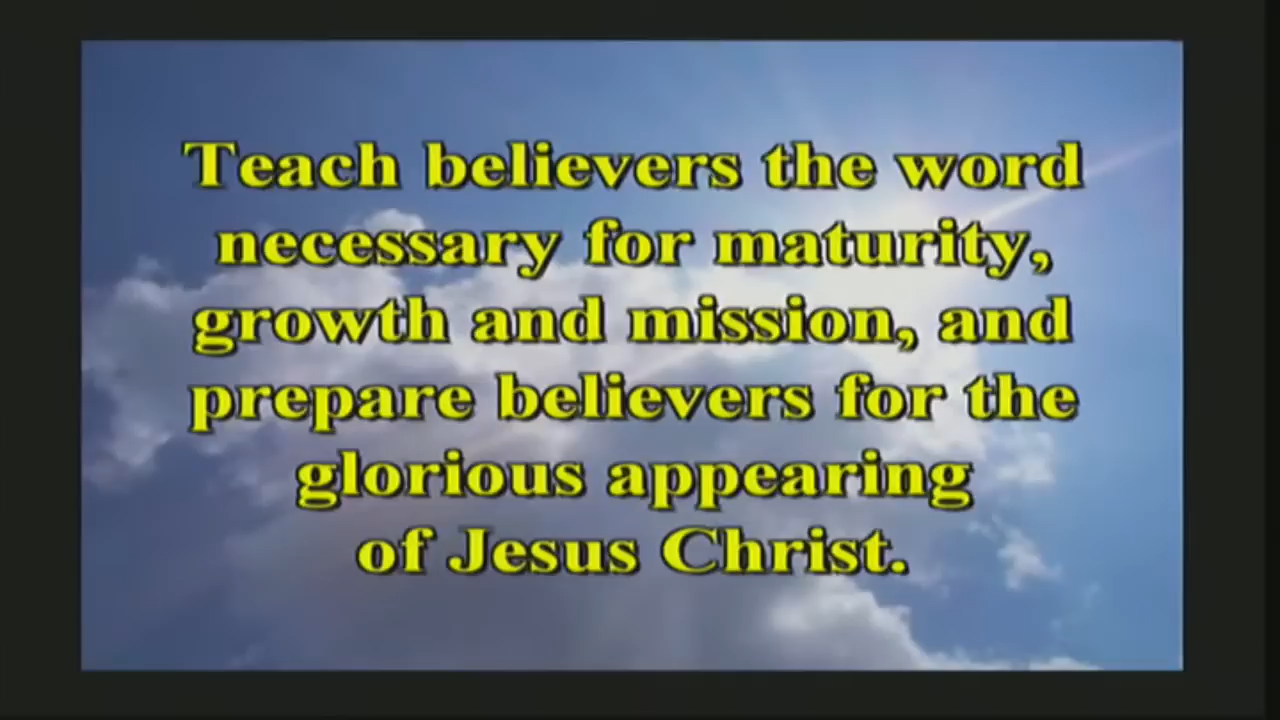 Teach believers the word
necessary for maturity,
growth and mission, and
prepare believers for the
glorious appearing
of Jesus Christ.